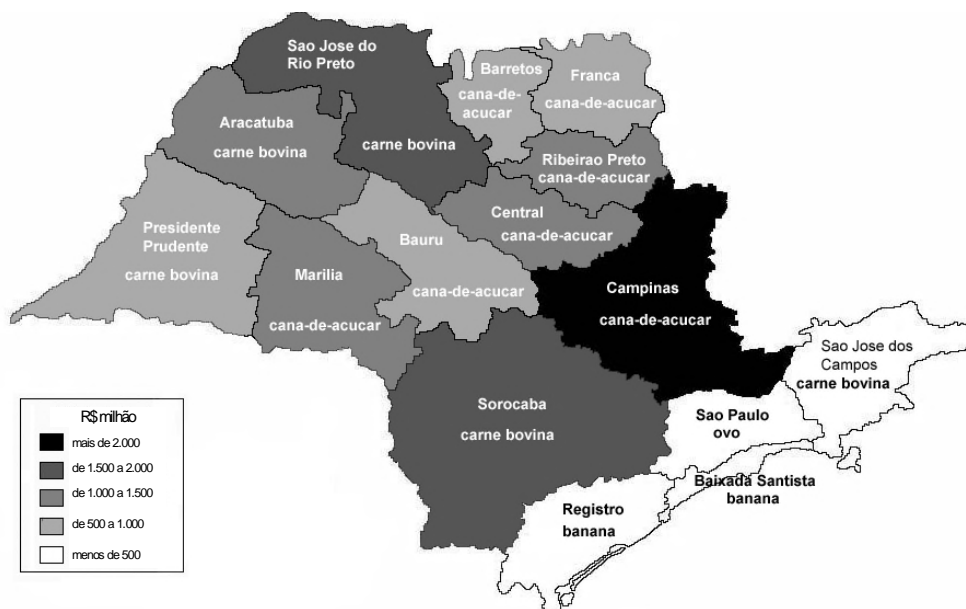 Sao Jose do
Rio Preto
carne bovina
Barretos
cana-de-
acucar
Franca
cana-de-acucar
Aracatuba
carne bovina
Ribeirao Preto
cana-de-acucar
Presidente
Prudente
carne bovina
Central
cana-de-acucar
Bauru
cana-de-acucar
Marilia
cana-de-acucar
Campinas
cana-de-acucar
Sao Jose dos
Campos
carne bovina
Sorocaba
carne bovina
Sao Paulo
ovo
Baixada Santista
banana
Registro
banana
R$ milhão
mais de 2.000
de 1.500 a 2.000
de 1.000 a 1.500
de 500 a 1.000
menos de 500